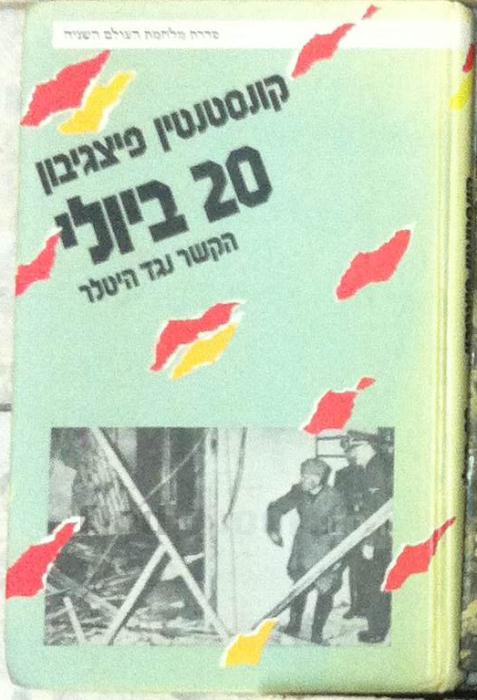 סדרת מלחמת העולם השניה
קונסטנטין פיצגיבון
20 ביולי
הקשר נגד היטלר